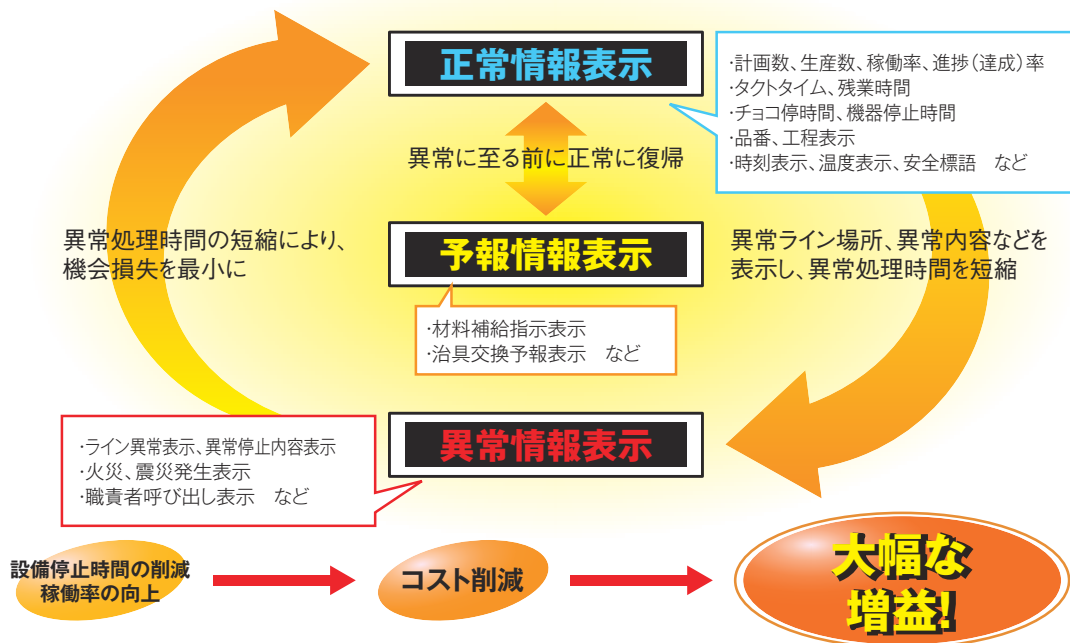 正常情報表示
·計画数、生産数、稼働率、進捗(達成)率
·タクトタイム、残業時間
·チョコ停時間、機器停止時間
·品番、工程表示
·時刻表示、温度表示、安全標語　など
異常に至る前に正常に復帰
異常処理時間の短縮により、
機会損失を最小に
予報情報表示
異常ライン場所、異常内容などを
表示し、異常処理時間を短縮
·材料補給指示表示
·治具交換予報表示　など
異常情報表示
·ライン異常表示、異常停止内容表示
·火災、震災発生表示
·職責者呼び出し表示　など
設備停止時間の削減
稼働率の向上
コスト削減
大幅な
増益!